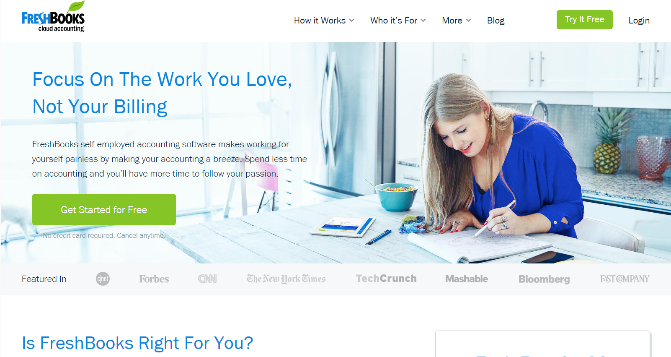 FRESHBOOKS
cloud accounting
How it Works
Who it's For
More
Blog
Try It Free
Login
Focus On The Work You Love,
Not Your Billing
FreshBooks self employed accounting software makes working for
yourself painless by making your accounting a breeze. Spend less time
on accounting and you'll have more time to follow your passion.
Get Started for Free
No credit card required. Cancel anytime.
Featured In
Forbes
CNN
The New York Times
TechCrunch
Mashable
Bloomberg
FAST COMPANY
Is FreshBooks Right For You?